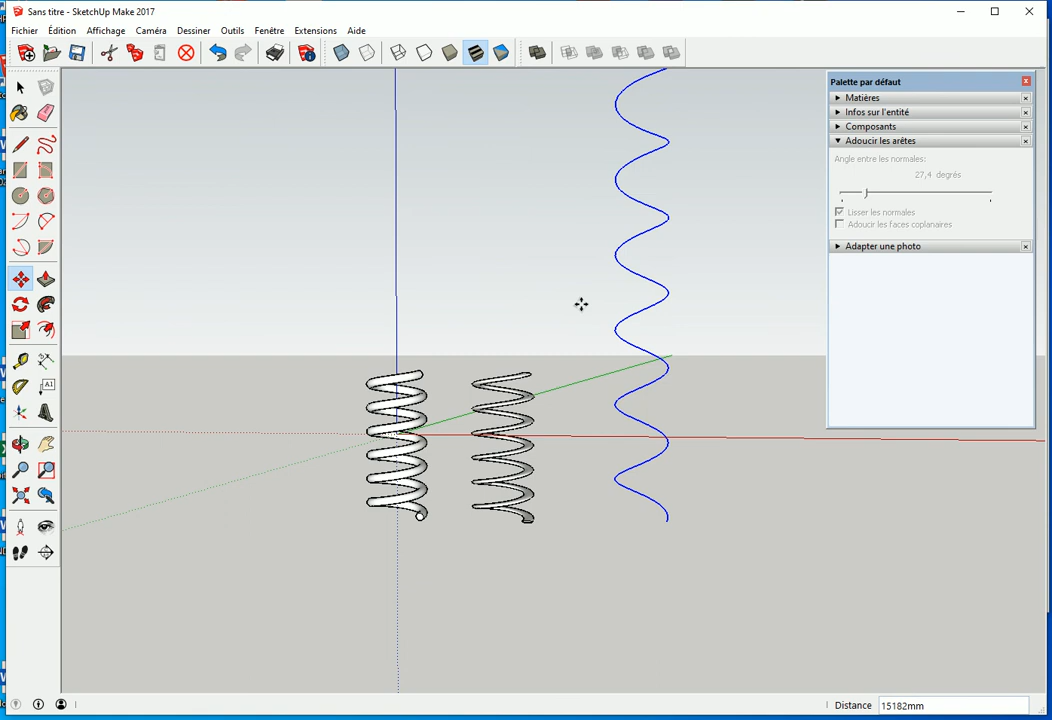 Sans titre - SketchUp Make 2017
Fichier Édition Affichage Caméra Dessiner Outils Fenêtre Extensions Aide
Palette par défaut
Matières
Infos sur l'entité
Composants
Adoucir les arêtes
Angle entre les normales:
27,4 degrés
Lisser les normales
Adoucir les faces coplanaires
Adapter une photo
A1
Distance 15182mm